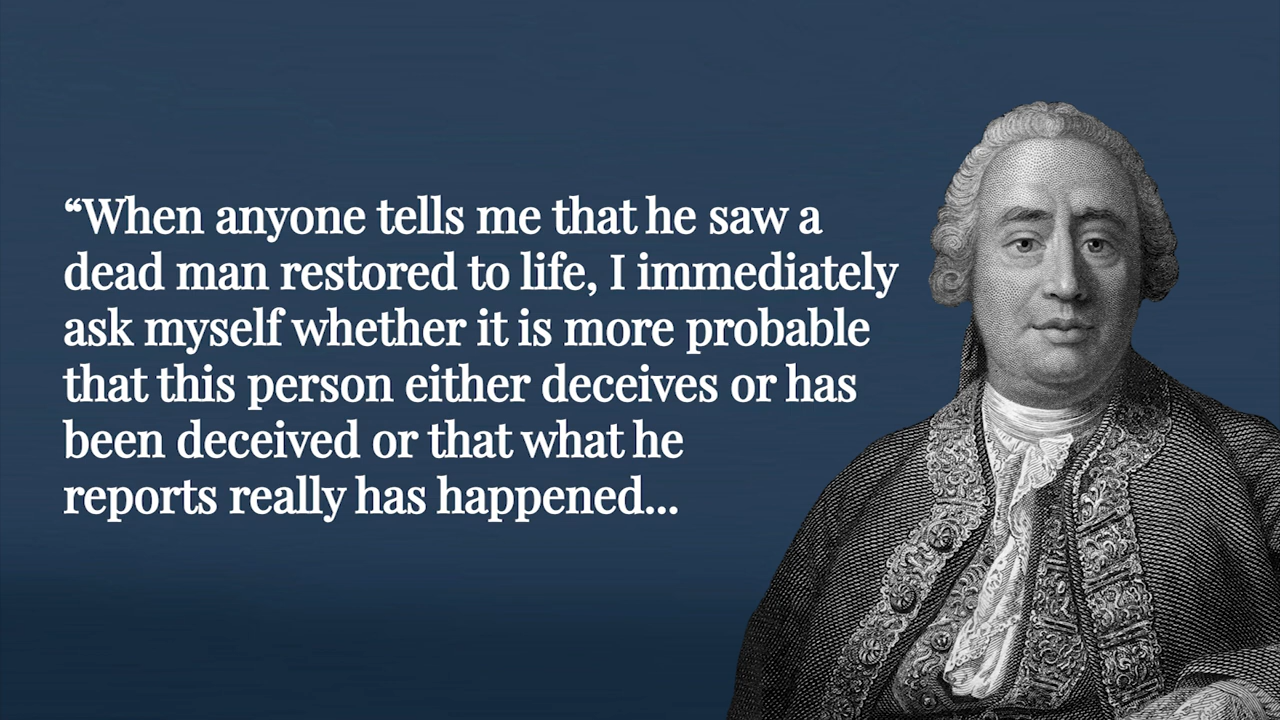 “When anyone tells me that he saw a
dead man restored to life, I immediately
ask myself whether it is more probable
that this person either deceives or has
been deceived or that what he
reports really has happened...